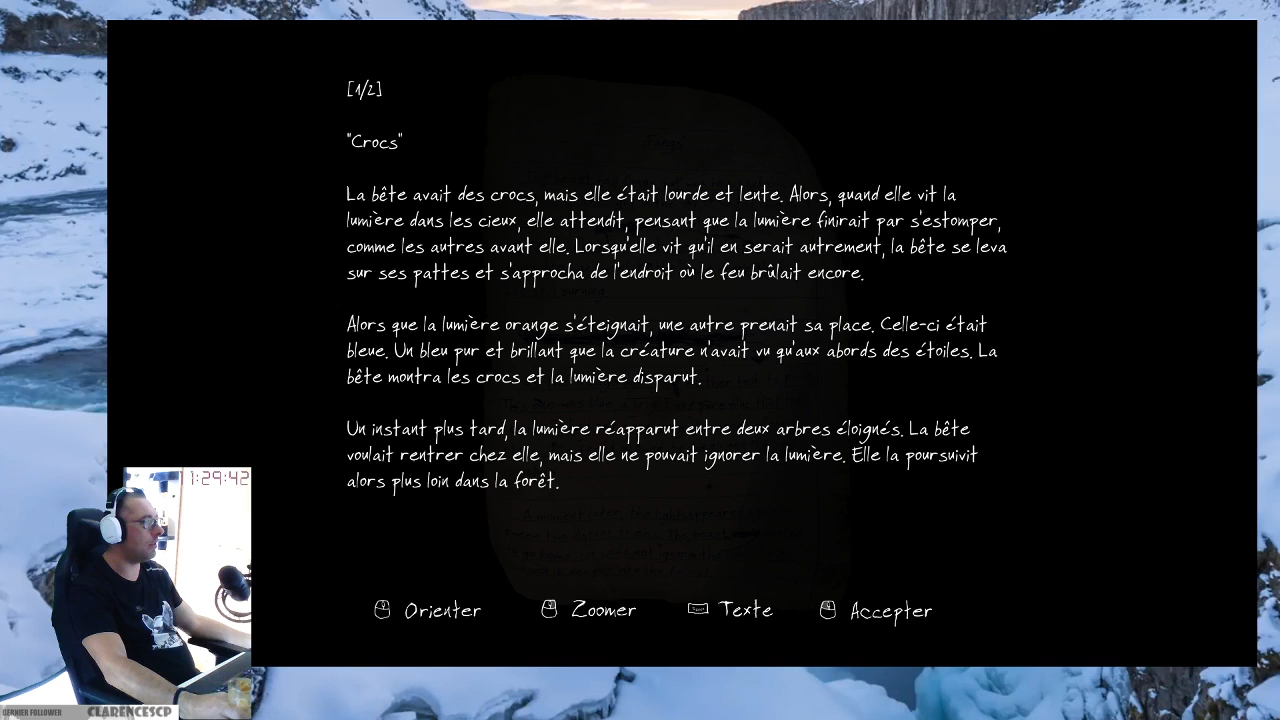 [1/2]
"Crocs"
La bête avait des crocs, mais elle était lourde et lente. Alors, quand elle vit la
lumière dans les cieux, elle attendit, pensant que la lumière finirait par s'estomper,
comme les autres avant elle. Lorsqu'elle vit qu'il en serait autrement, la bête se leva
sur ses pattes et s'approcha de l'endroit où le feu brûlait encore.
Alors que la lumière orange s'éteignait, une autre prenait sa place. Celle-ci était
bleue. Un bleu pur et brillant que la créature n'avait vu qu'aux abords des étoiles. La
bête montra les crocs et la lumière disparut.
Un instant plus tard, la lumière réapparut entre deux arbres éloignés. La bête
voulait rentrer chez elle, mais elle ne pouvait ignorer la lumière. Elle la poursuivit
alors plus loin dans la forêt.
Orienter Zoomer Texte Accepter
11:29:42
DERNIER FOLLOWER CLARENCESCP